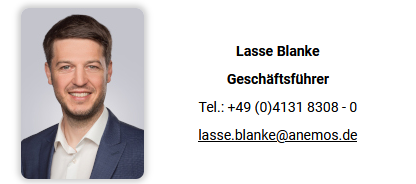 Lasse Blanke
Geschäftsführer
Tel.: +49 (0)4131 8308 - 0
lasse.blanke@anemos.de